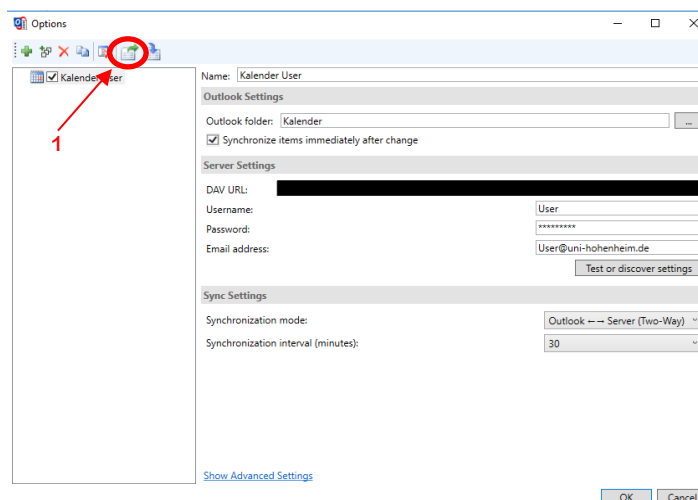 Options
Kalender User
1
Name: Kalender User
Outlook Settings
Outlook folder: Kalender
...
Synchronize items immediately after change
Server Settings
DAV URL:
Username: User
Password: *********
Email address: User@uni-hohenheim.de
Test or discover settings
Sync Settings
Synchronization mode: Outlook ←→ Server (Two-Way)
Synchronization interval (minutes): 30
Show Advanced Settings
OK Cancel